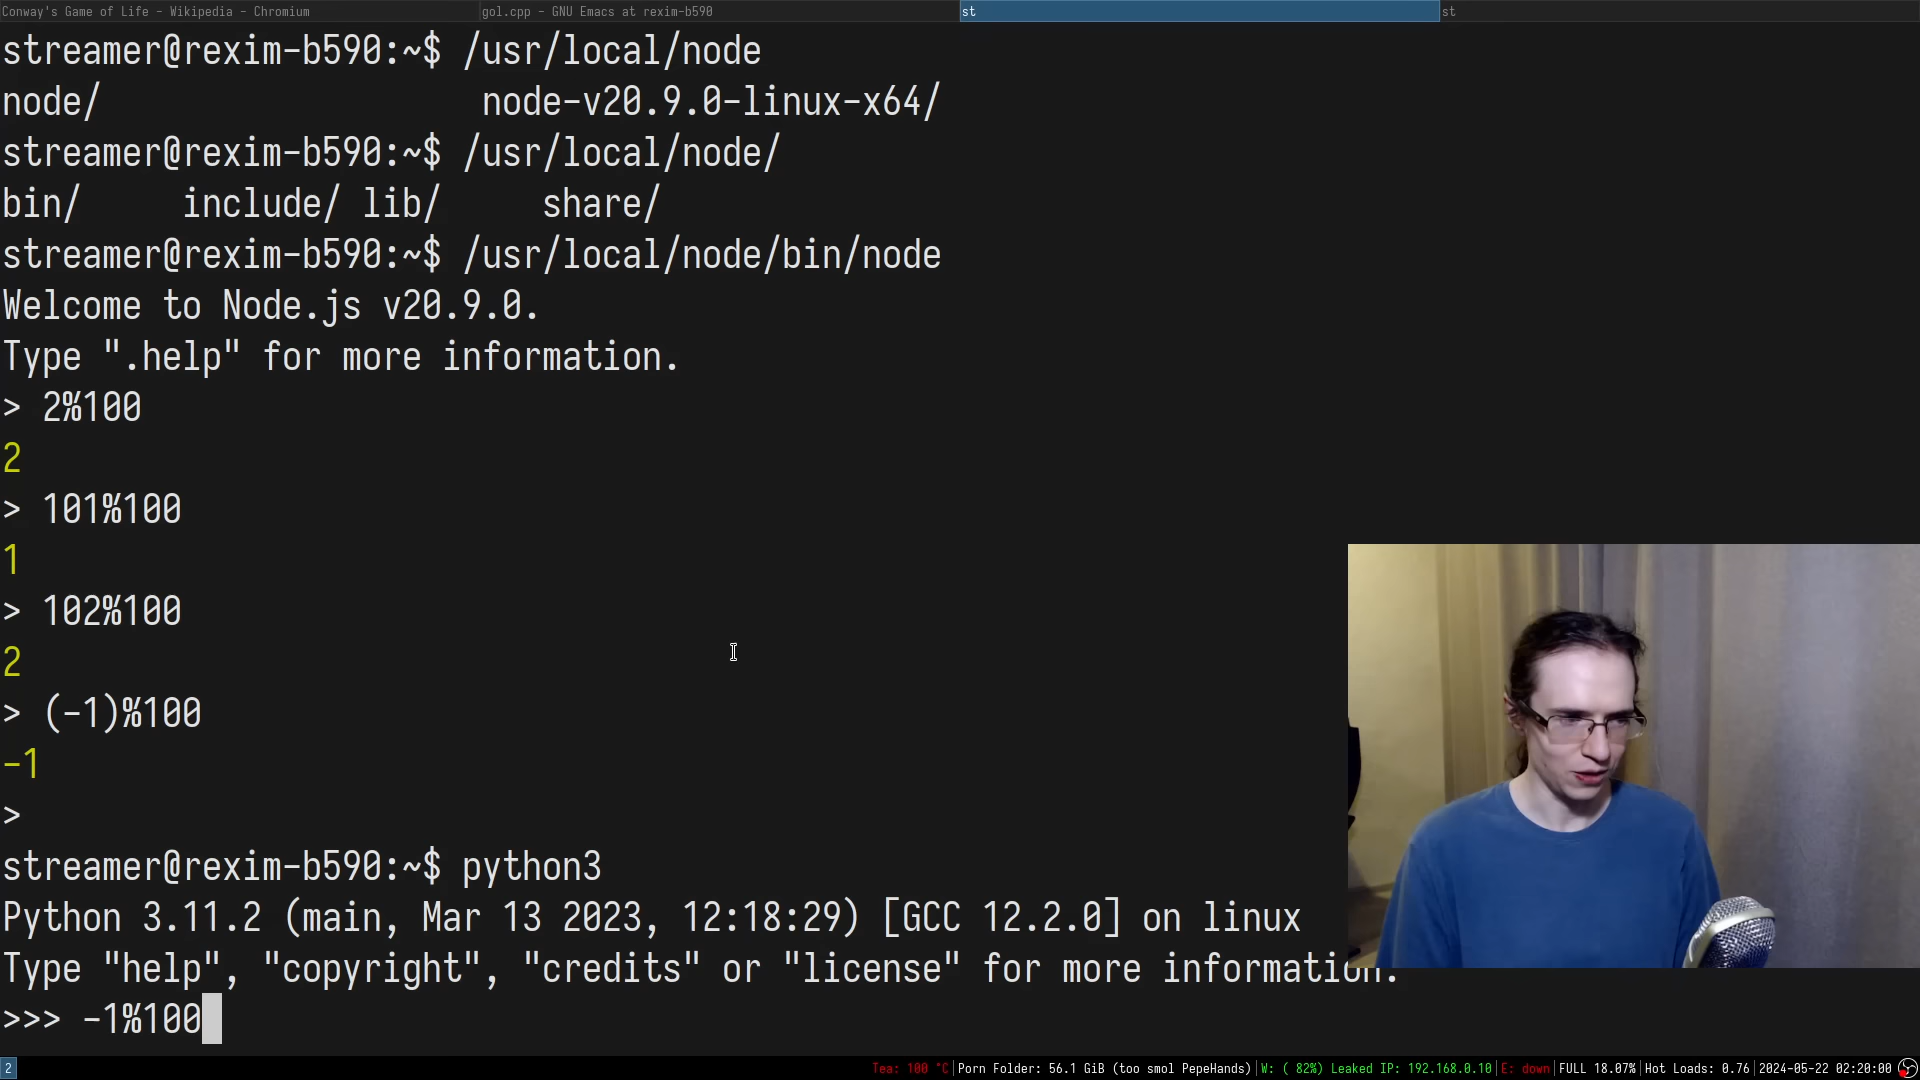 Conway's Game of Life - Wikipedia - Chromium
gol.cpp - GNU Emacs at rexim-b590
st
st
streamer@rexim-b590:~$ /usr/local/node
node/ node-v20.9.0-linux-x64/
streamer@rexim-b590:~$ /usr/local/node/
bin/ include/ lib/ share/
streamer@rexim-b590:~$ /usr/local/node/bin/node
Welcome to Node.js v20.9.0.
Type ".help" for more information.
> 2%100
2
> 101%100
1
> 102%100
2
> (-1)%100
-1
>
streamer@rexim-b590:~$ python3
Python 3.11.2 (main, Mar 13 2023, 12:18:29) [GCC 12.2.0] on linux
Type "help", "copyright", "credits" or "license" for more information.
>>> -1%100
2
Tea: 100 °C|Porn Folder: 56.1 GiB (too smol PepeHands)|W: ( 82%) Leaked IP: 192.168.0.10|E: down|FULL 18.07%|Hot Loads: 0.76|2024-05-22 02:20:00